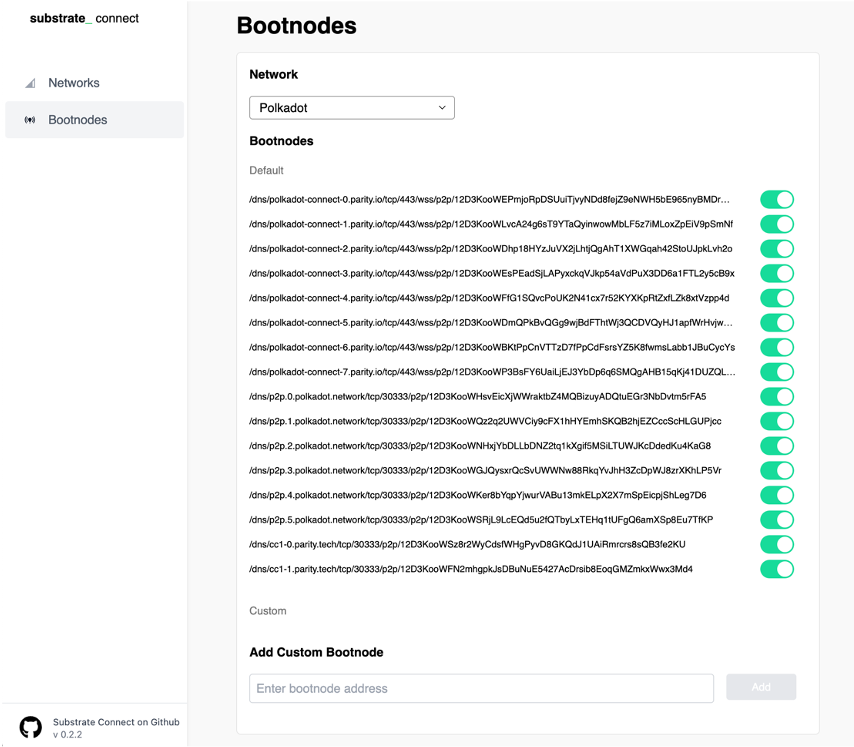 substrate_ connect
Networks
Bootnodes
Bootnodes
Network
Polkadot
Bootnodes
Default
/dns/polkadot-connect-0.parity.io/tcp/443/wss/p2p/12D3KooWEPmjoRpDSUuiTjvyNDd8fejZ9eNWH5bE965nyBMDr...
/dns/polkadot-connect-1.parity.io/tcp/443/wss/p2p/12D3KooWLvcA24g6sT9YTaQyinwowMbLF5z7iMLoxZpEiV9pSmNf
/dns/polkadot-connect-2.parity.io/tcp/443/wss/p2p/12D3KooWDhp18HYzJuVX2jLhtjQgAhT1XWGqah42StoUJpkLvh2o
/dns/polkadot-connect-3.parity.io/tcp/443/wss/p2p/12D3KooWEsPEadSjLAPyxckqVJkp54aVdPuX3DD6a1FTL2y5cB9x
/dns/polkadot-connect-4.parity.io/tcp/443/wss/p2p/12D3KooWFfG1SQvcPoUK2N41cx7r52KYXKpRtZxfLZk8xtVzpp4d
/dns/polkadot-connect-5.parity.io/tcp/443/wss/p2p/12D3KooWDmQPkBvQGg9wjBdFThtWj3QCDVQyHJ1apfWrHvjw...
/dns/polkadot-connect-6.parity.io/tcp/443/wss/p2p/12D3KooWBKtPpCnVTTzD7fPpCdFsrsYZ5K8fwmsLabb1JBuCycYs
/dns/polkadot-connect-7.parity.io/tcp/443/wss/p2p/12D3KooWP3BsFY6UaiLjEJ3YbDp6q6SMQgAHB15qKj41DUZQL...
/dns/p2p.0.polkadot.network/tcp/30333/p2p/12D3KooWHsvEicXjWWraktbZ4MQBizuyADQtuEGr3NbDvtm5rFA5
/dns/p2p.1.polkadot.network/tcp/30333/p2p/12D3KooWQz2q2UWVCiy9cFX1hHYEmhSKQB2hjEZCccScHLGUPjcc
/dns/p2p.2.polkadot.network/tcp/30333/p2p/12D3KooWNHxjYbDLLbDNZ2tq1kXgif5MSiLTUWJKcDdedKu4KaG8
/dns/p2p.3.polkadot.network/tcp/30333/p2p/12D3KooWGJQysxrQcSvUWWNw88RkqYvJhH3ZcDpWJ8zrXKhLP5Vr
/dns/p2p.4.polkadot.network/tcp/30333/p2p/12D3KooWKer8bYqpYjwurVABu13mkELpX2X7mSpEicpjShLeg7D6
/dns/p2p.5.polkadot.network/tcp/30333/p2p/12D3KooWSRjL9LcEQd5u2fQTbyLxTEHq1tUFgQ6amXSp8Eu7TfKP
/dns/cc1-0.parity.tech/tcp/30333/p2p/12D3KooWSz8r2WyCdsfWHgPyvD8GKQdJ1UAiRmrcrs8sQB3fe2KU
/dns/cc1-1.parity.tech/tcp/30333/p2p/12D3KooWFN2mhgpkJsDBuNuE5427AcDrsib8EoqGMZmkxWwx3Md4
Custom
Add Custom Bootnode
Enter bootnode address
Add
Substrate Connect on Github
v 0.2.2